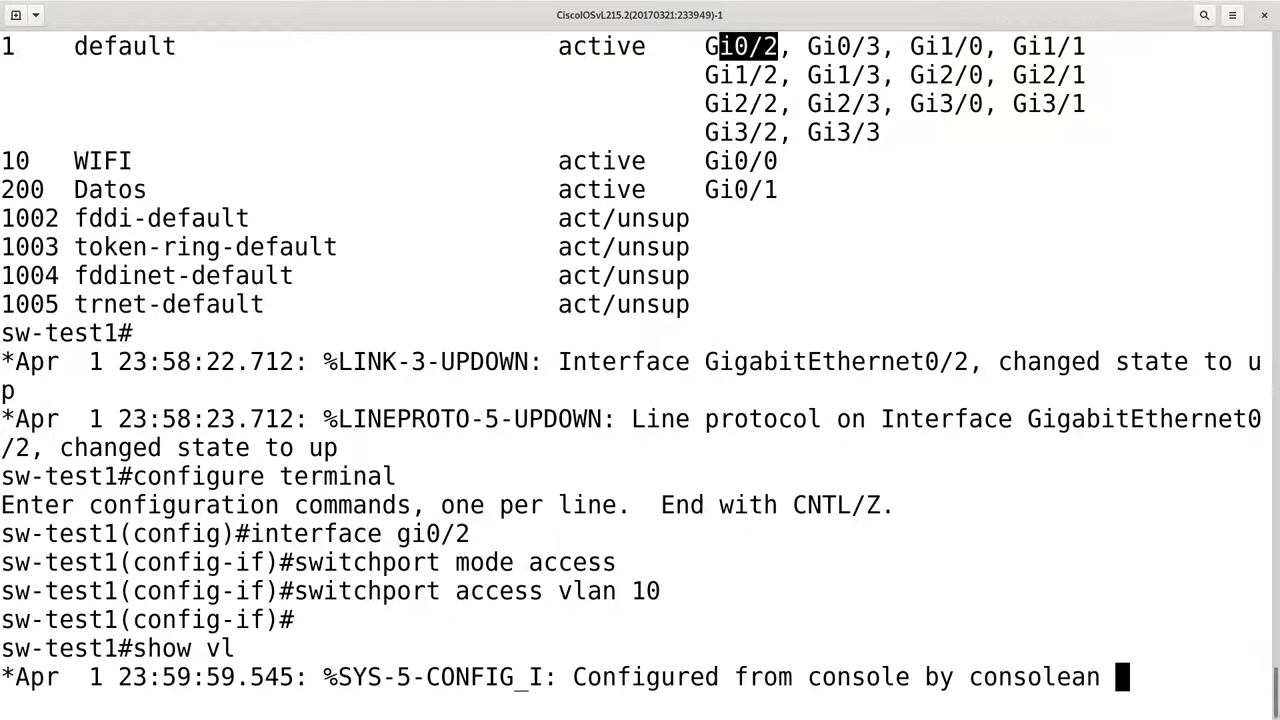 CiscoIOSvL215.2(20170321:233949)-1
1    default                          active    Gi0/2, Gi0/3, Gi1/0, Gi1/1
                                                Gi1/2, Gi1/3, Gi2/0, Gi2/1
                                                Gi2/2, Gi2/3, Gi3/0, Gi3/1
                                                Gi3/2, Gi3/3
10   WIFI                             active    Gi0/0
200  Datos                            active    Gi0/1
1002 fddi-default                     act/unsup
1003 token-ring-default               act/unsup
1004 fddinet-default                  act/unsup
1005 trnet-default                    act/unsup
sw-test1#
*Apr  1 23:58:22.712: %LINK-3-UPDOWN: Interface GigabitEthernet0/2, changed state to u
p
*Apr  1 23:58:23.712: %LINEPROTO-5-UPDOWN: Line protocol on Interface GigabitEthernet0
/2, changed state to up
sw-test1#configure terminal
Enter configuration commands, one per line.  End with CNTL/Z.
sw-test1(config)#interface gi0/2
sw-test1(config-if)#switchport mode access
sw-test1(config-if)#switchport access vlan 10
sw-test1(config-if)#
sw-test1#show vl
*Apr  1 23:59:59.545: %SYS-5-CONFIG_I: Configured from console by consolean